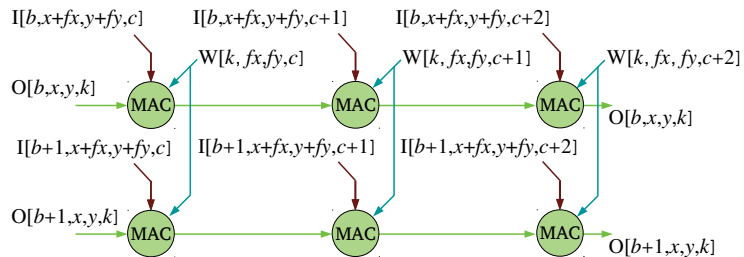 I[b,x+fx,y+fy,c] I[b,x+fx,y+fy,c+1] I[b,x+fx,y+fy,c+2]
W[k, fx,fy,c] W[k, fx,fy,c+1] W[k, fx, fy,c+2]
O[b,x,y,k]
MAC MAC MAC
O[b,x,y,k]
I[b+1,x+fx,y+fy,c] I[b+1,x+fx,y+fy,c+1] I[b+1,x+fx,y+fy,c+2]
O[b+1,x,y,k]
MAC MAC MAC
O[b+1,x,y,k]